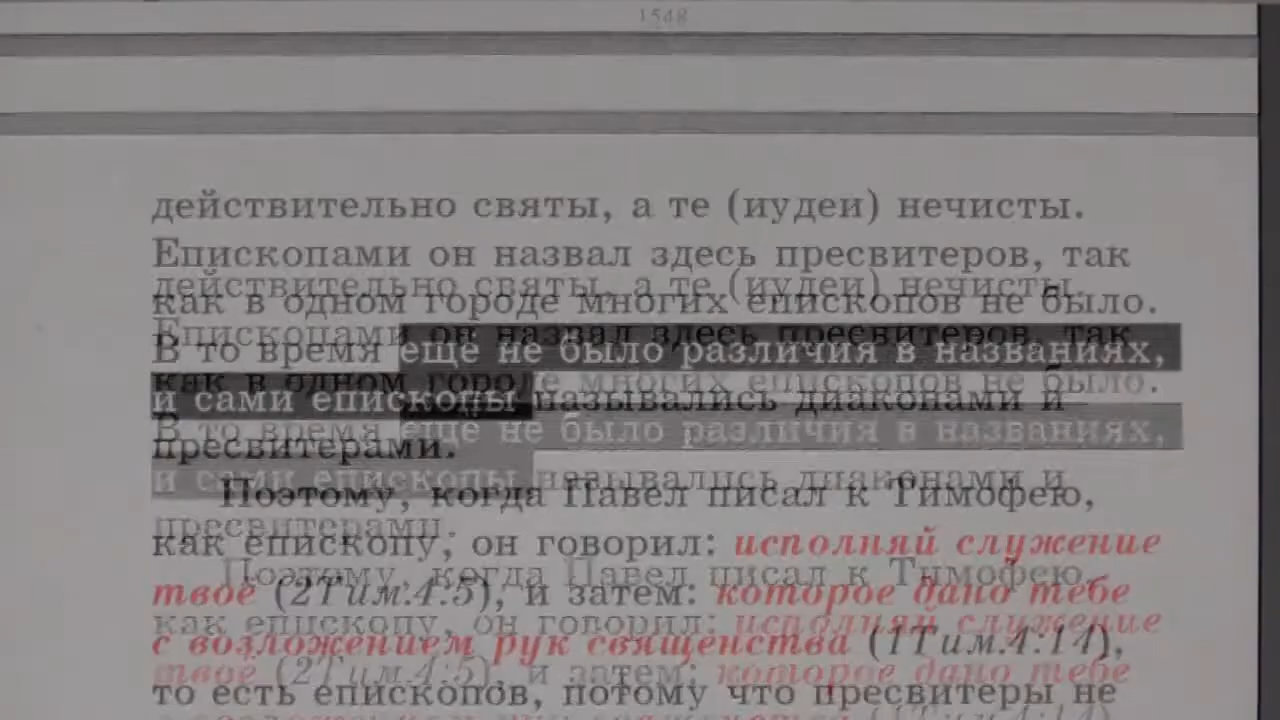 1548
действительно святы, а те (иудеи) нечисты.
Епископами он назвал здесь пресвитеров, так
как в одном городе многих епископов не было.
В то время ещё не было различия в названиях,
и сами епископы назывались диаконами и
пресвитерами.
Поэтому, когда Павел писал к Тимофею,
как епископу, он говорил: исполняй служение
твоё (2Тим.4:5), и затем: которое дано тебе
с возложением рук священства (1Тим.4:14),
то есть епископов, потому что пресвитеры не